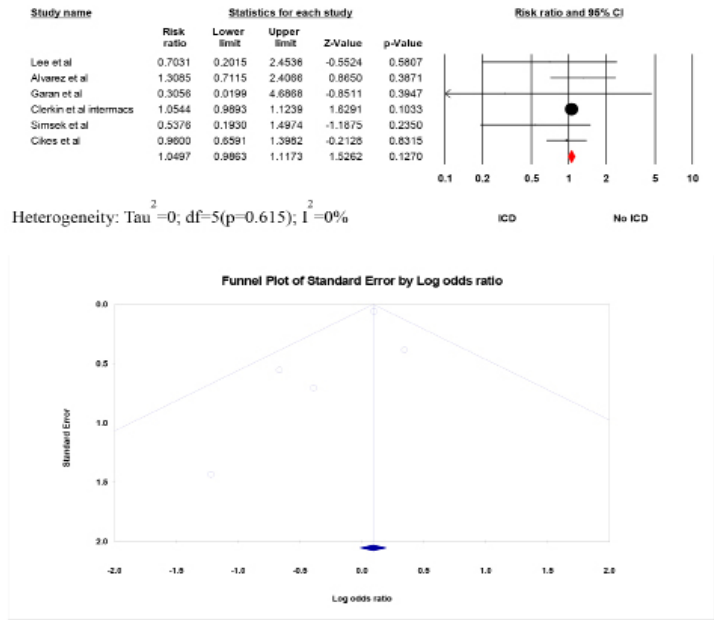 Study name Statistics for each study Risk ratio and 95% CI
Risk ratio Lower limit Upper limit Z-Value p-Value
Lee et al 0.7031 0.2015 2.4536 -0.5524 0.5807
Alvarez et al 1.3085 0.7115 2.4066 0.8650 0.3871
Garan et al 0.3056 0.0199 4.6868 -0.8511 0.3947
Clerkin et al intermacs 1.0544 0.9893 1.1239 1.6291 0.1033
Simsek et al 0.5376 0.1930 1.4974 -1.1875 0.2350
Cikes et al 0.9600 0.6591 1.3982 -0.2128 0.8315
1.0497 0.9863 1.1173 1.5262 0.1270
0.1 0.2 0.5 1 2 5 10
ICD No ICD
Heterogeneity: Tau²=0; df=5(p=0.615); I²=0%
Funnel Plot of Standard Error by Log odds ratio
Standard Error
0.0
0.5
1.0
1.5
2.0
-2.0 -1.5 -1.0 -0.5 0.0 0.5 1.0 1.5 2.0
Log odds ratio